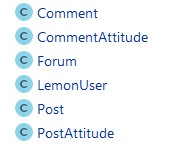 C Comment
C CommentAttitude
C Forum
C LemonUser
C Post
C PostAttitude